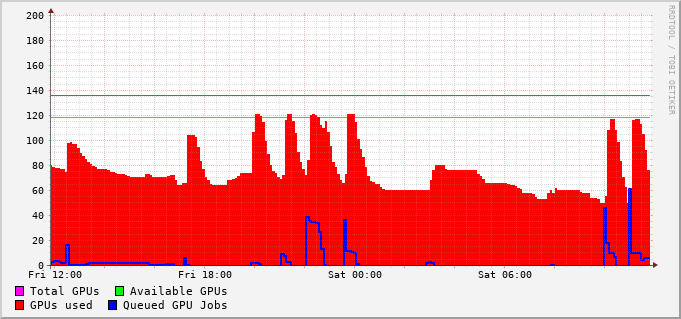 200
180
160
140
120
100
80
60
40
20
0
Fri 12:00 Fri 18:00 Sat 00:00 Sat 06:00
Total GPUs Available GPUs
GPUs used Queued GPU Jobs
RRDTOOL / TOBI OETIKER